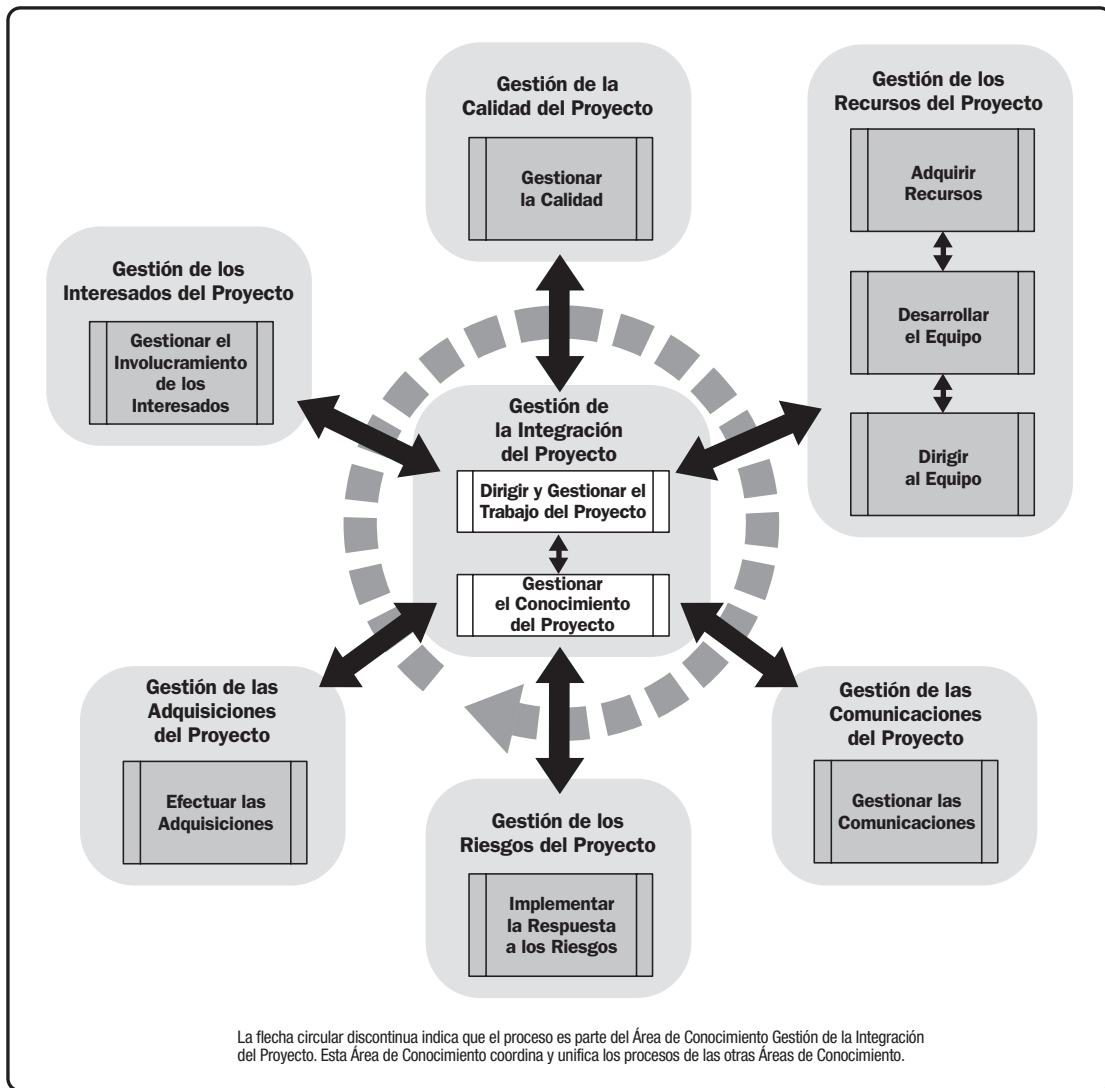 Gestión de la
Calidad del Proyecto
Gestionar
la Calidad
Gestión de los
Recursos del Proyecto
Adquirir
Recursos
Desarrollar
el Equipo
Dirigir
al Equipo
Gestión de los
Interesados del Proyecto
Gestionar el
Involucramiento
de los
Interesados
Gestión de
la Integración
del Proyecto
Dirigir y Gestionar el
Trabajo del Proyecto
Gestionar
el Conocimiento
del Proyecto
Gestión de las
Adquisiciones
del Proyecto
Efectuar las
Adquisiciones
Gestión de los
Riesgos del Proyecto
Implementar
la Respuesta
a los Riesgos
Gestión de las
Comunicaciones
del Proyecto
Gestionar las
Comunicaciones
La flecha circular discontinua indica que el proceso es parte del Área de Conocimiento Gestión de la Integración
del Proyecto. Esta Área de Conocimiento coordina y unifica los procesos de las otras Áreas de Conocimiento.